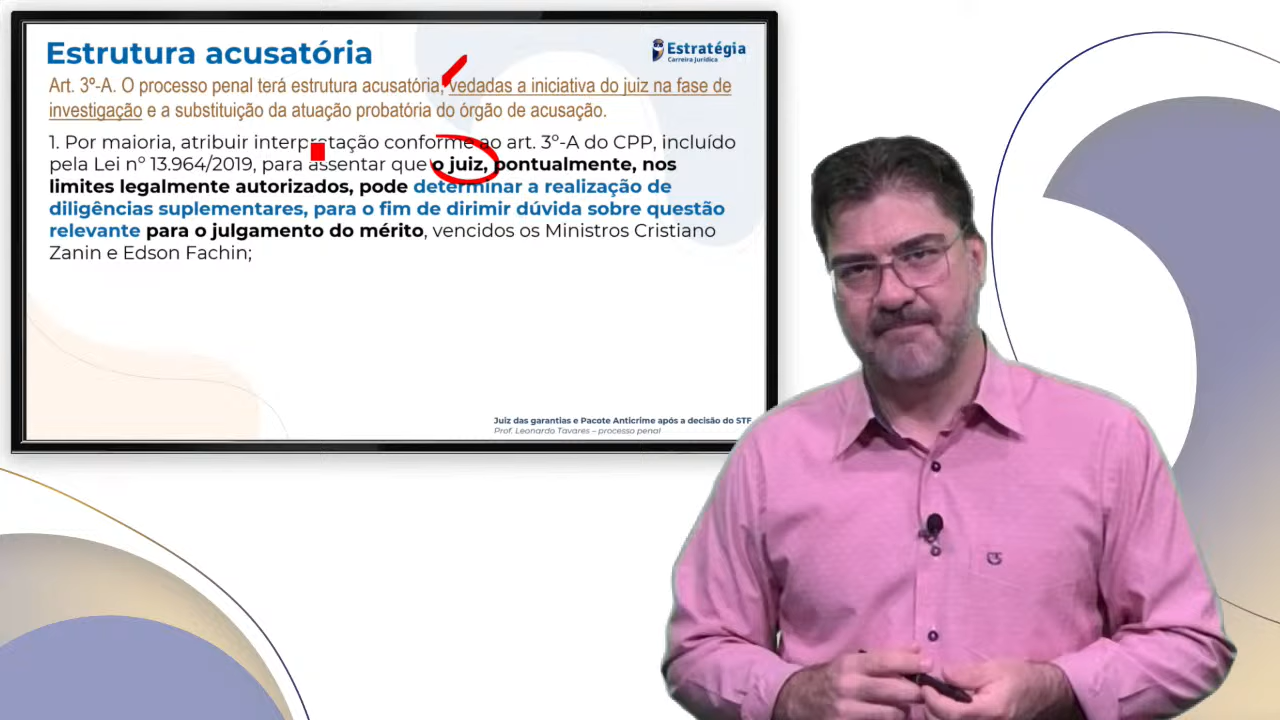 Estrutura acusatória
Estratégia
Carreira Jurídica
Art. 3º-A. O processo penal terá estrutura acusatória, vedadas a iniciativa do juiz na fase de
investigação e a substituição da atuação probatória do órgão de acusação.
1. Por maioria, atribuir interpretação conforme ao art. 3º-A do CPP, incluído
pela Lei nº 13.964/2019, para assentar que o juiz, pontualmente, nos
limites legalmente autorizados, pode determinar a realização de
diligências suplementares, para o fim de dirimir dúvida sobre questão
relevante para o julgamento do mérito, vencidos os Ministros Cristiano
Zanin e Edson Fachin;
Juiz das garantias e Pacote Anticrime após a decisão do STF
Prof. Leonardo Tavares – processo penal